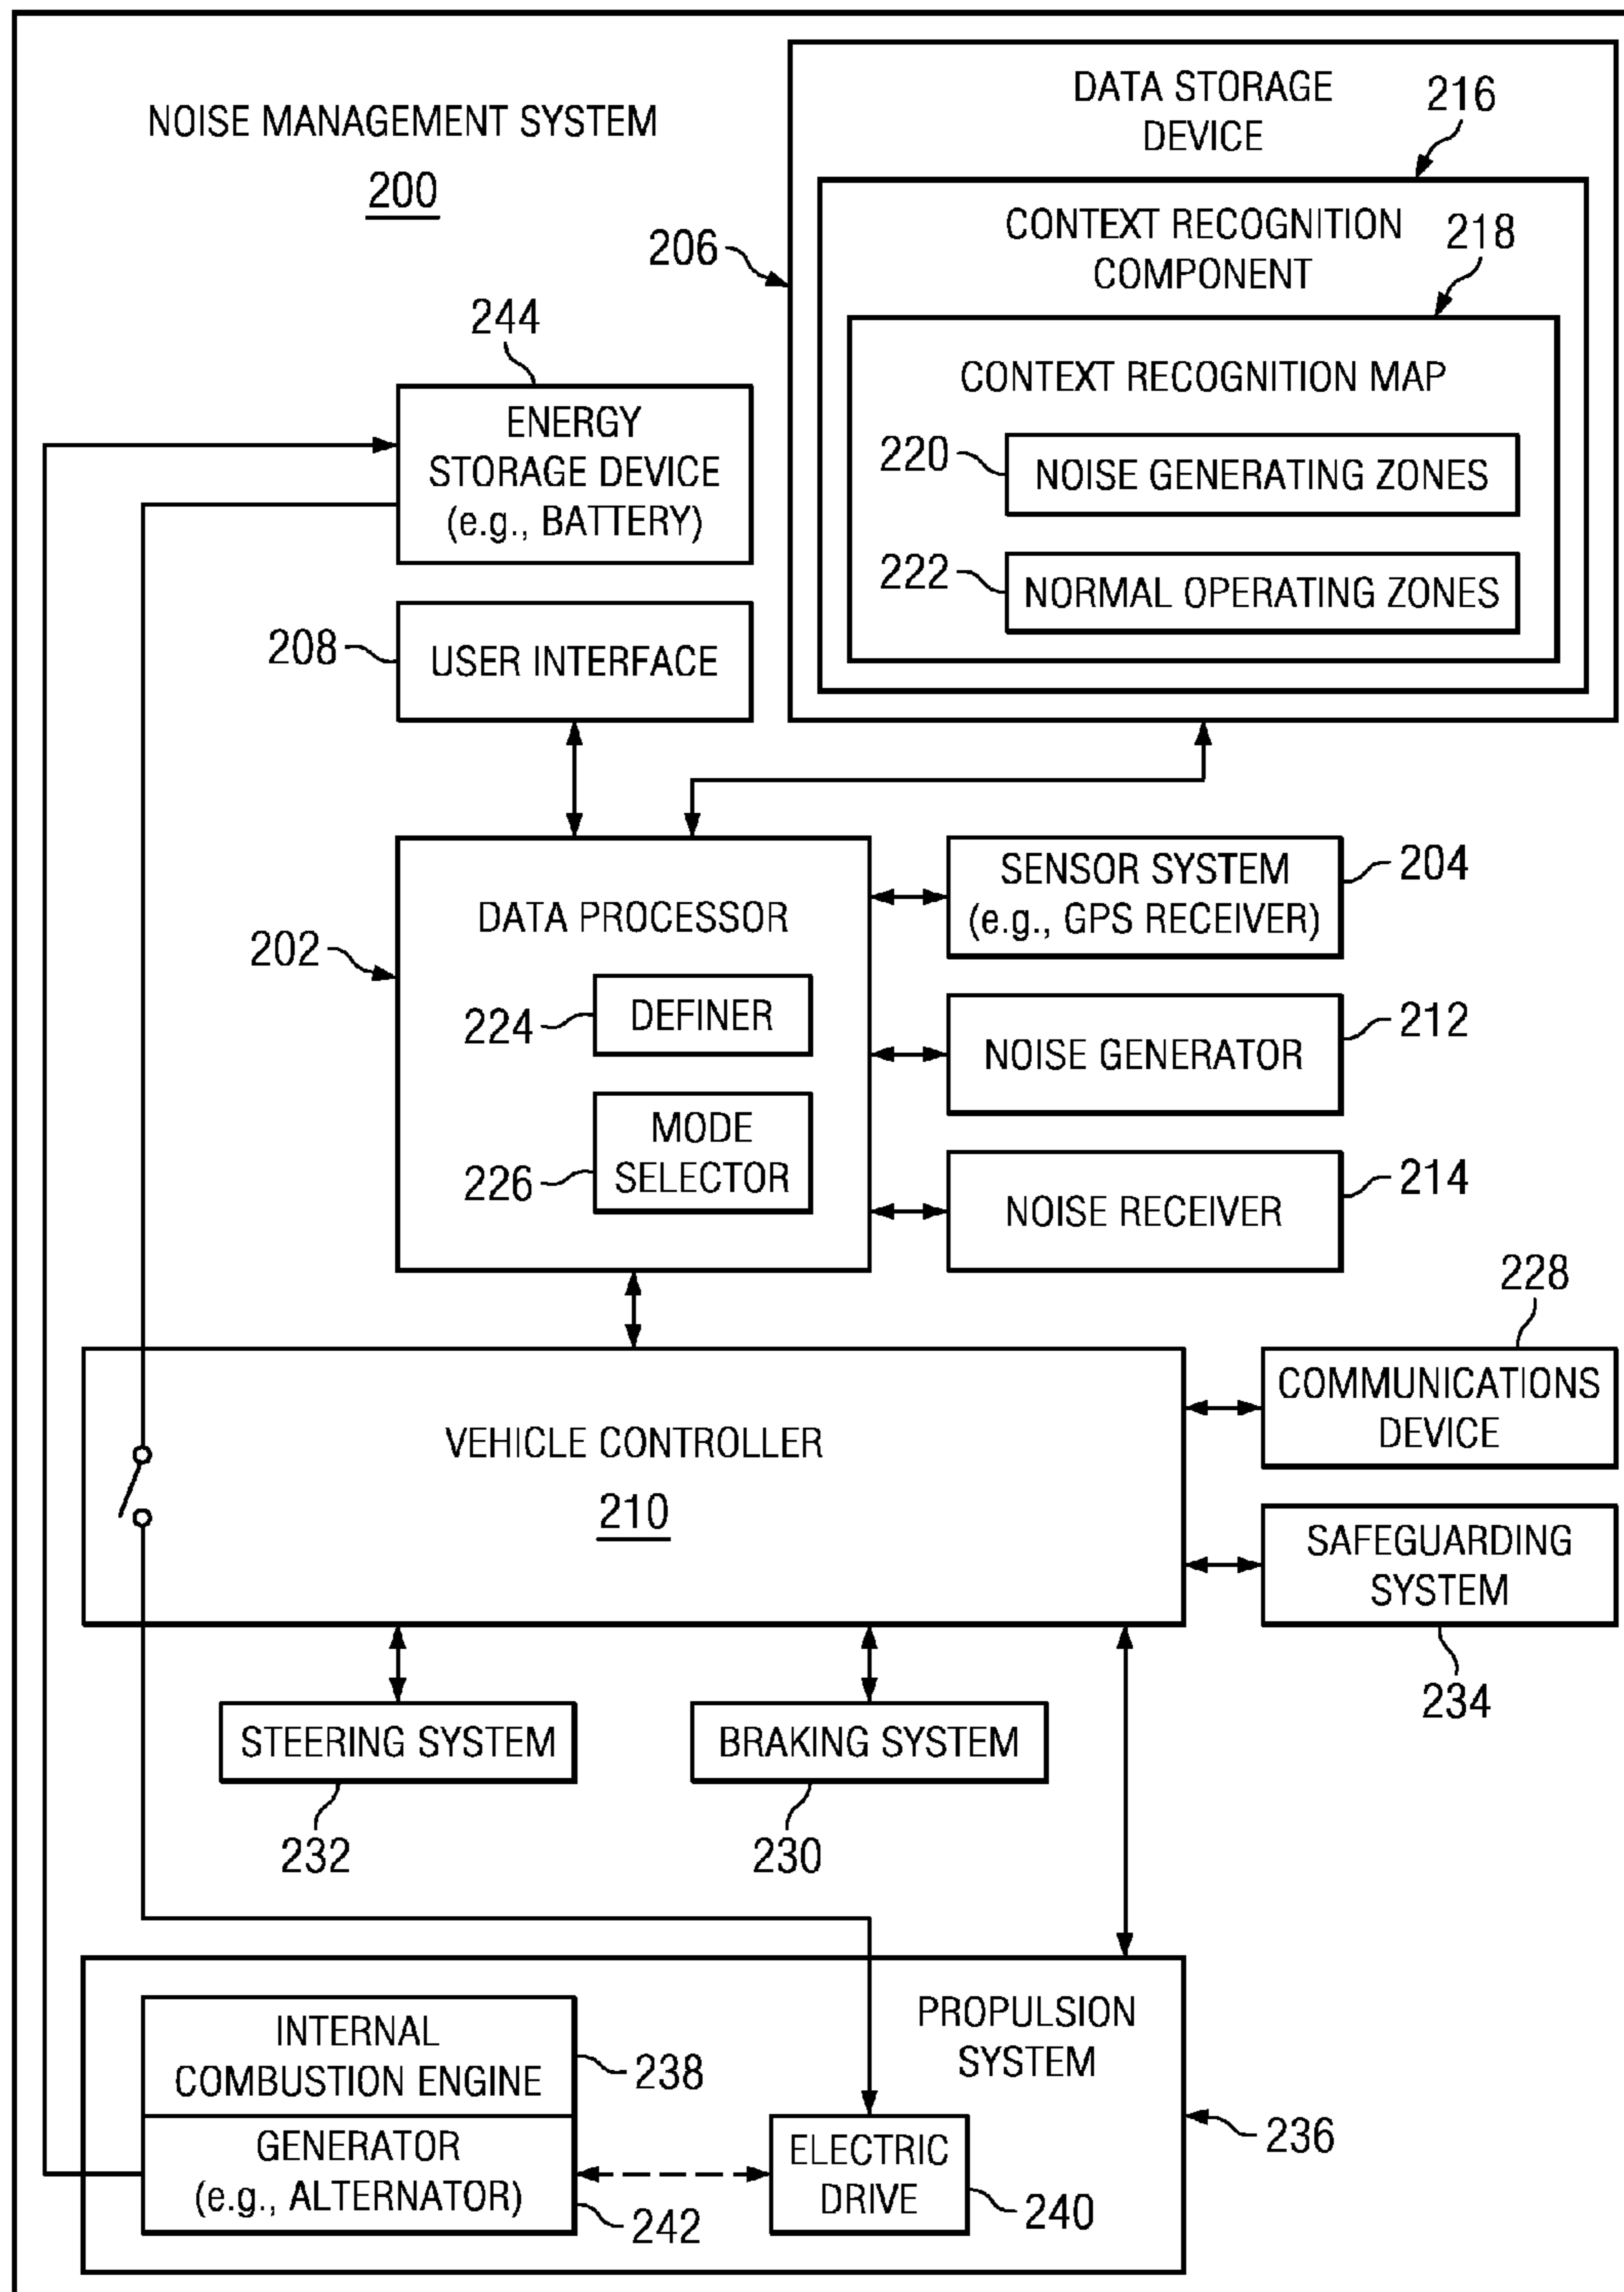 NOISE MANAGEMENT SYSTEM
200
DATA STORAGE
DEVICE
216
CONTEXT RECOGNITION
COMPONENT
218
206
CONTEXT RECOGNITION MAP
220
NOISE GENERATING ZONES
222
NORMAL OPERATING ZONES
244
ENERGY
STORAGE DEVICE
(e.g., BATTERY)
208
USER INTERFACE
202
DATA PROCESSOR
224
DEFINER
226
MODE
SELECTOR
SENSOR SYSTEM
(e.g., GPS RECEIVER)
204
NOISE GENERATOR
212
NOISE RECEIVER
214
228
COMMUNICATIONS
DEVICE
VEHICLE CONTROLLER
210
SAFEGUARDING
SYSTEM
234
STEERING SYSTEM
232
BRAKING SYSTEM
230
PROPULSION
SYSTEM
236
INTERNAL
COMBUSTION ENGINE
238
GENERATOR
(e.g., ALTERNATOR)
242
ELECTRIC
DRIVE
240